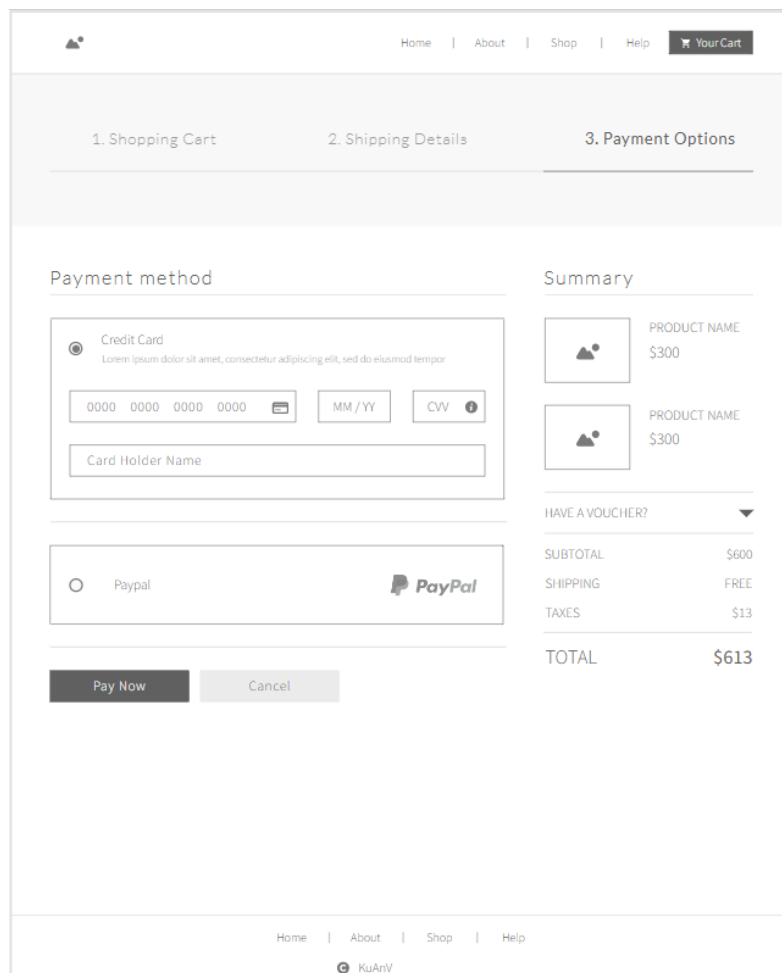 Home | About | Shop | Help Your Cart
1. Shopping Cart 2. Shipping Details 3. Payment Options
Payment method
Credit Card
Lorem ipsum dolor sit amet, consectetur adipiscing elit, sed do eiusmod tempor
0000 0000 0000 0000 MM / YY CVV
Card Holder Name
Paypal PayPal
Pay Now Cancel
Summary
PRODUCT NAME
$300
PRODUCT NAME
$300
HAVE A VOUCHER?
SUBTOTAL $600
SHIPPING FREE
TAXES $13
TOTAL $613
Home | About | Shop | Help
© KuAnV